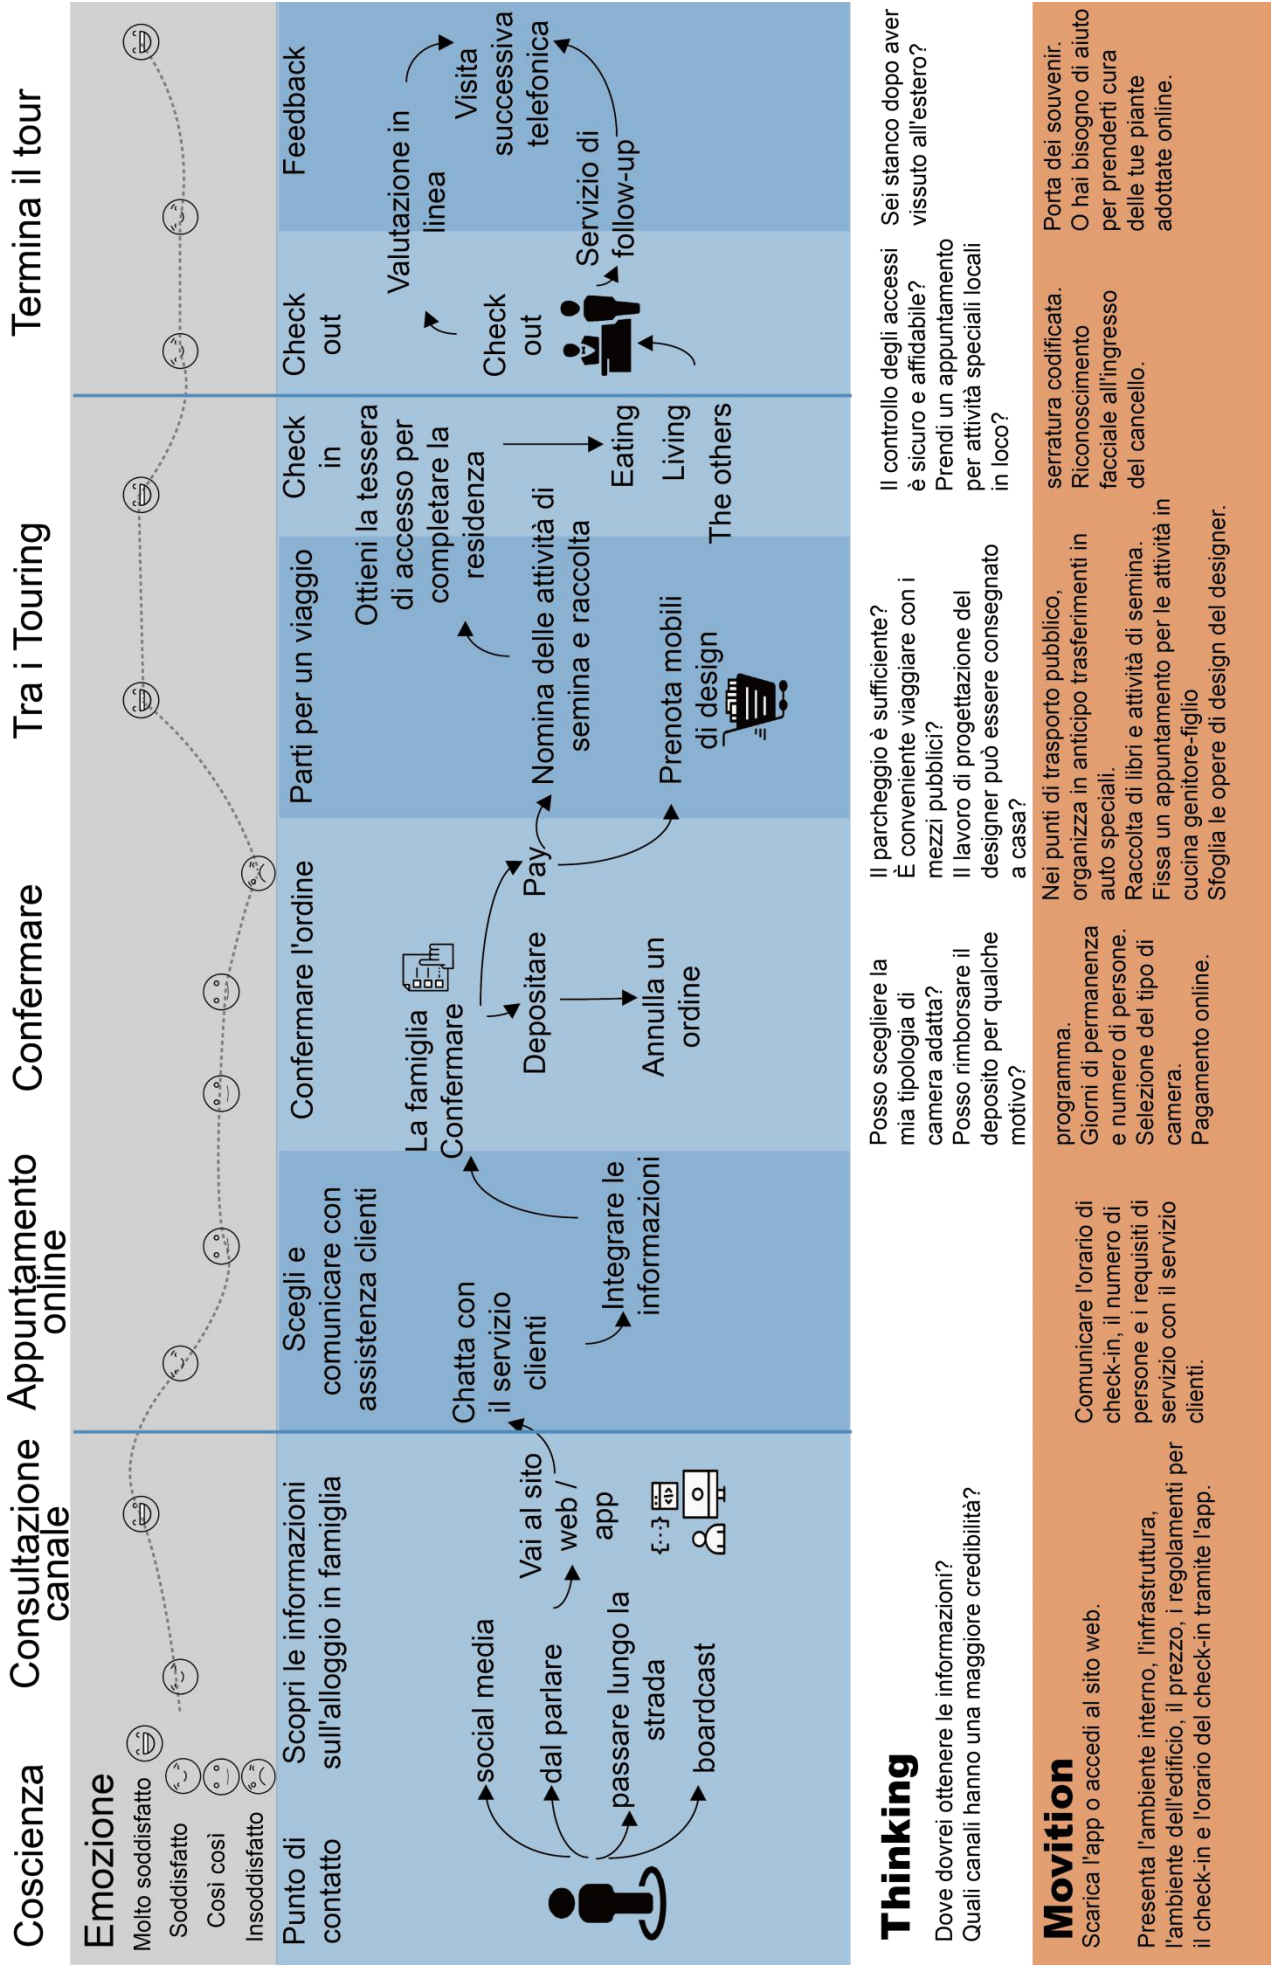 Coscienza
Consultazione
canale
Appuntamento
online
Confermare
Tra i Touring
Termina il tour
Emozione
Molto soddisfatto
Soddisfatto
Così così
Insoddisfatto
Punto di
contatto
Scopri le informazioni
sull'alloggio in famiglia
Scegli e
comunicare con
assistenza clienti
Confermare l'ordine
Parti per un viaggio
Check
in
Check
out
Feedback
social media
dal parlare
passare lungo la
strada
boardcast
Vai al sito
web /
app
Chatta con
il servizio
clienti
Integrare le
informazioni
La famiglia
Confermare
Depositare
Annulla un
ordine
Pay
Nomina delle attività di
semina e raccolta
Prenota mobili
di design
Ottieni la tessera
di accesso per
completare la
residenza
Eating
Living
The others
Check
out
Valutazione in
linea
Servizio di
follow-up
Visita
successiva
telefonica
Thinking
Dove dovrei ottenere le informazioni?
Quali canali hanno una maggiore credibilità?
Posso scegliere la
mia tipologia di
camera adatta?
Posso rimborsare il
deposito per qualche
motivo?
Il parcheggio è sufficiente?
È conveniente viaggiare con i
mezzi pubblici?
Il lavoro di progettazione del
designer può essere consegnato
a casa?
Il controllo degli accessi
è sicuro e affidabile?
Prendi un appuntamento
per attività speciali locali
in loco?
Sei stanco dopo aver
vissuto all'estero?
Movition
Scarica l'app o accedi al sito web.
Presenta l'ambiente interno, l'infrastruttura,
l'ambiente dell'edificio, il prezzo, i regolamenti per
il check-in e l'orario del check-in tramite l'app.
Comunicare l'orario di
check-in, il numero di
persone e i requisiti di
servizio con il servizio
clienti.
programma.
Giorni di permanenza
e numero di persone.
Selezione del tipo di
camera.
Pagamento online.
Nei punti di trasporto pubblico,
organizza in anticipo trasferimenti in
auto speciali.
Raccolta di libri e attività di semina.
Fissa un appuntamento per le attività in
cucina genitore-figlio
Sfoglia le opere di design del designer.
serratura codificata.
Riconoscimento
facciale all'ingresso
del cancello.
Porta dei souvenir.
O hai bisogno di aiuto
per prenderti cura
delle tue piante
adottate online.